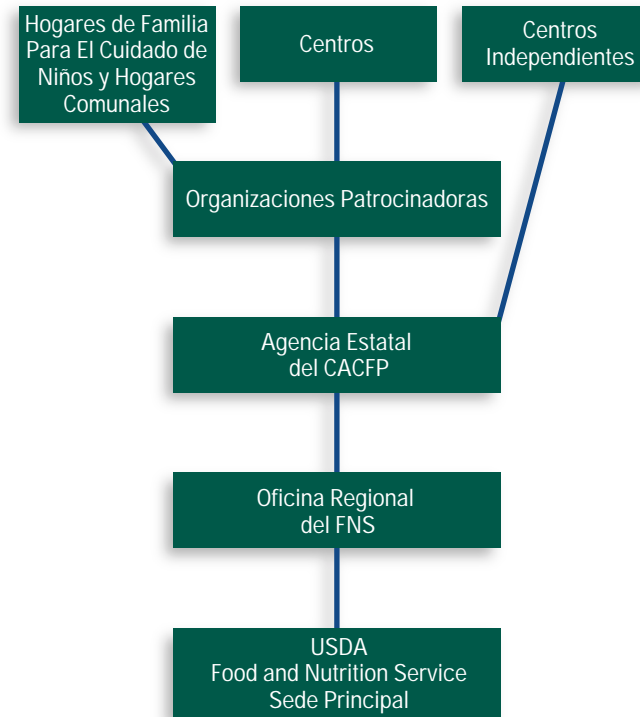 Hogares de Familia
Para El Cuidado de
Niños y Hogares
Comunales
Centros
Centros
Independientes
Organizaciones Patrocinadoras
Agencia Estatal
del CACFP
Oficina Regional
del FNS
USDA
Food and Nutrition Service
Sede Principal